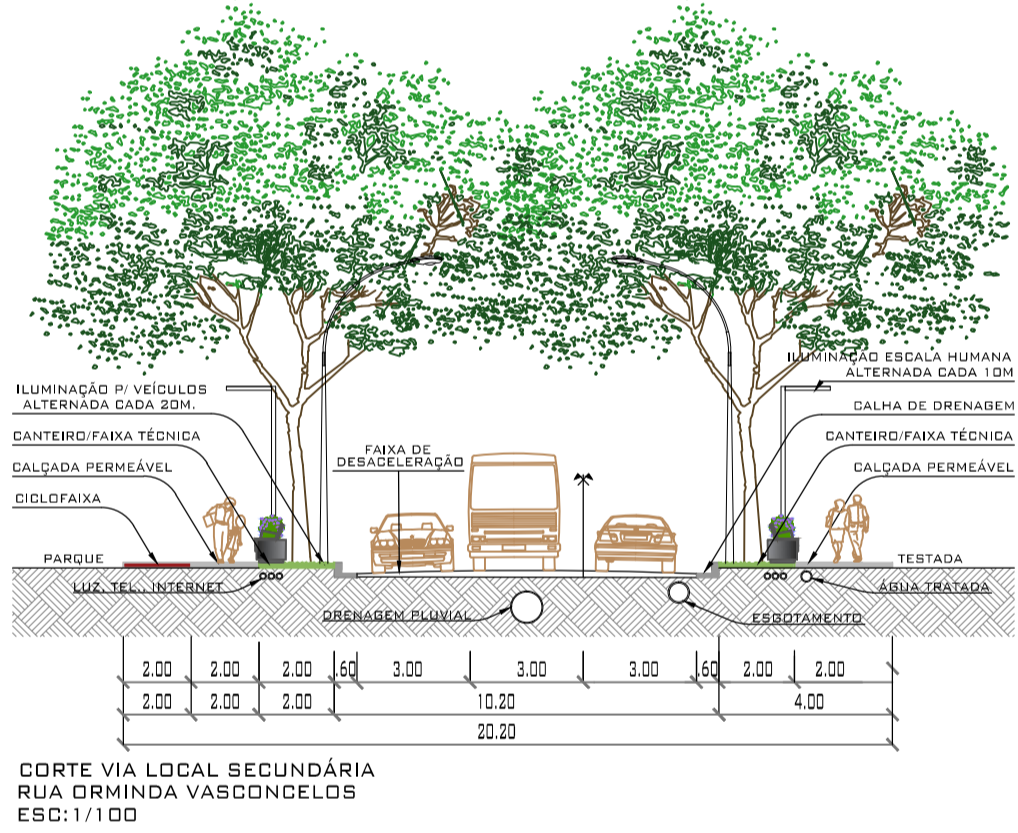 ILUMINAÇÃO P/ VEÍCULOS
ALTERNADA CADA 20M.
CANTEIRO/FAIXA TÉCNICA
CALÇADA PERMEÁVEL
CICLOFAIXA
PARQUE
LUZ, TEL., INTERNET
FAIXA DE
DESACELERAÇÃO
DRENAGEM PLUVIAL
ILUMINAÇÃO ESCALA HUMANA
ALTERNADA CADA 10M
CALHA DE DRENAGEM
CANTEIRO/FAIXA TÉCNICA
CALÇADA PERMEÁVEL
TESTADA
ÁGUA TRATADA
ESGOTAMENTO
2.00 2.00 2.00 .60 3.00 3.00 3.00 .60 2.00 2.00
2.00 2.00 2.00 10.20 4.00
20.20
CORTE VIA LOCAL SECUNDÁRIA
RUA ORMINDA VASCONCELOS
ESC:1/100